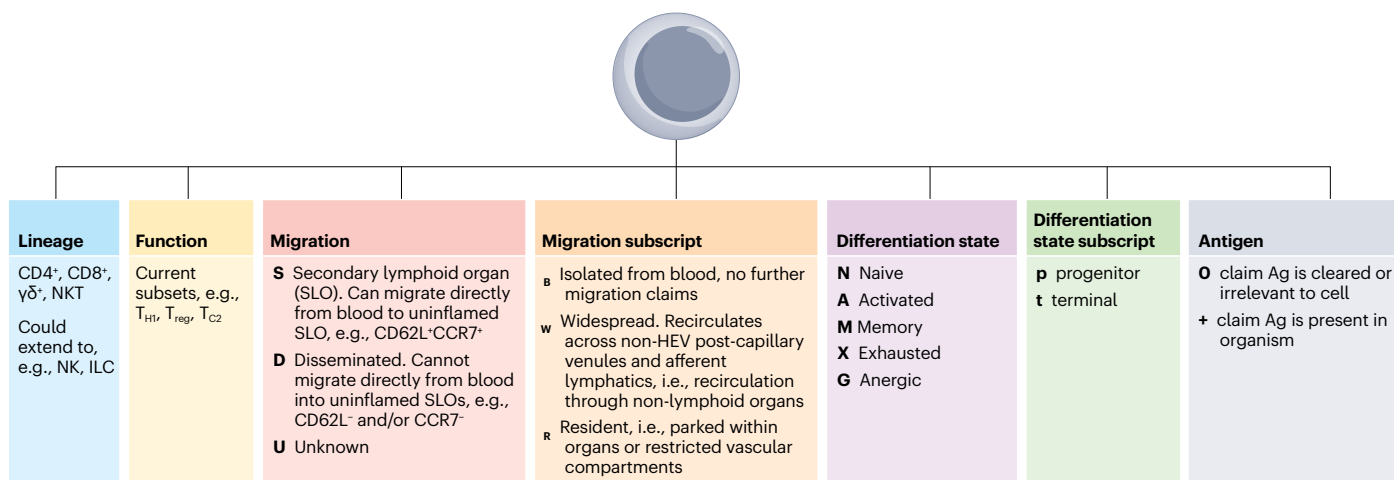 Lineage
CD4⁺, CD8⁺,
γδ⁺, NKT
Could
extend to,
e.g., NK, ILC
Function
Current
subsets, e.g.,
T_H1, T_reg, T_C2
Migration
S Secondary lymphoid organ
(SLO). Can migrate directly
from blood to uninflamed
SLO, e.g., CD62L⁺CCR7⁺
D Disseminated. Cannot
migrate directly from blood
into uninflamed SLOs, e.g.,
CD62L⁻ and/or CCR7⁻
U Unknown
Migration subscript
B Isolated from blood, no further
migration claims
W Widespread. Recirculates
across non-HEV post-capillary
venules and afferent
lymphatics, i.e., recirculation
through non-lymphoid organs
R Resident, i.e., parked within
organs or restricted vascular
compartments
Differentiation state
N Naive
A Activated
M Memory
X Exhausted
G Anergic
Differentiation
state subscript
p progenitor
t terminal
Antigen
0 claim Ag is cleared or
irrelevant to cell
+ claim Ag is present in
organism